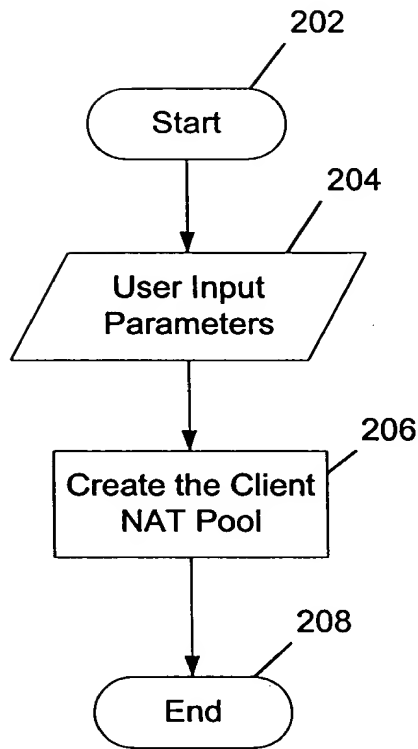 202
Start
204
User Input
Parameters
206
Create the Client
NAT Pool
208
End